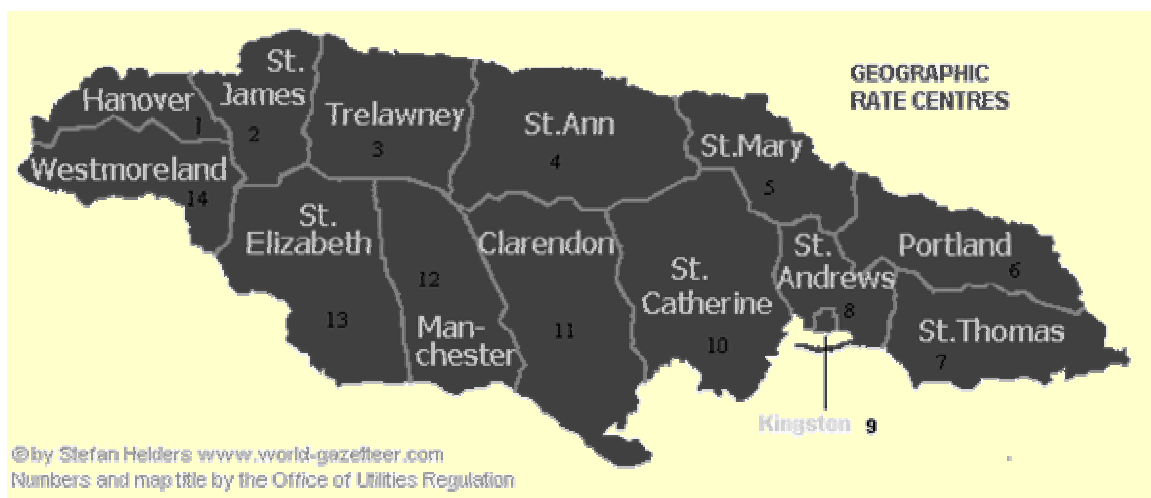 GEOGRAPHIC
RATE CENTRES
Hanover
1
St.
James
2
Trelawney
3
St.Ann
4
St.Mary
5
Portland
6
St.Thomas
7
St.
Andrews
8
Kingston 9
St.
Catherine
10
Clarendon
11
12
Man-
chester
St.
Elizabeth
13
Westmoreland
14
©by Stefan Helders www.world-gazetteer.com
Numbers and map title by the Office of Utilities Regulation